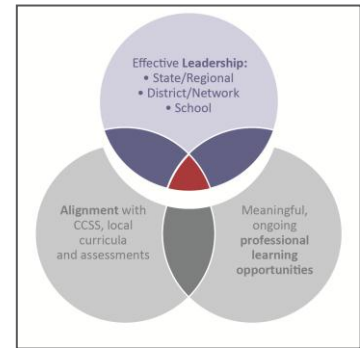 Effective Leadership:
• State/Regional
• District/Network
• School
Alignment with
CCSS, local
curricula
and assessments
Meaningful,
ongoing
professional
learning
opportunities